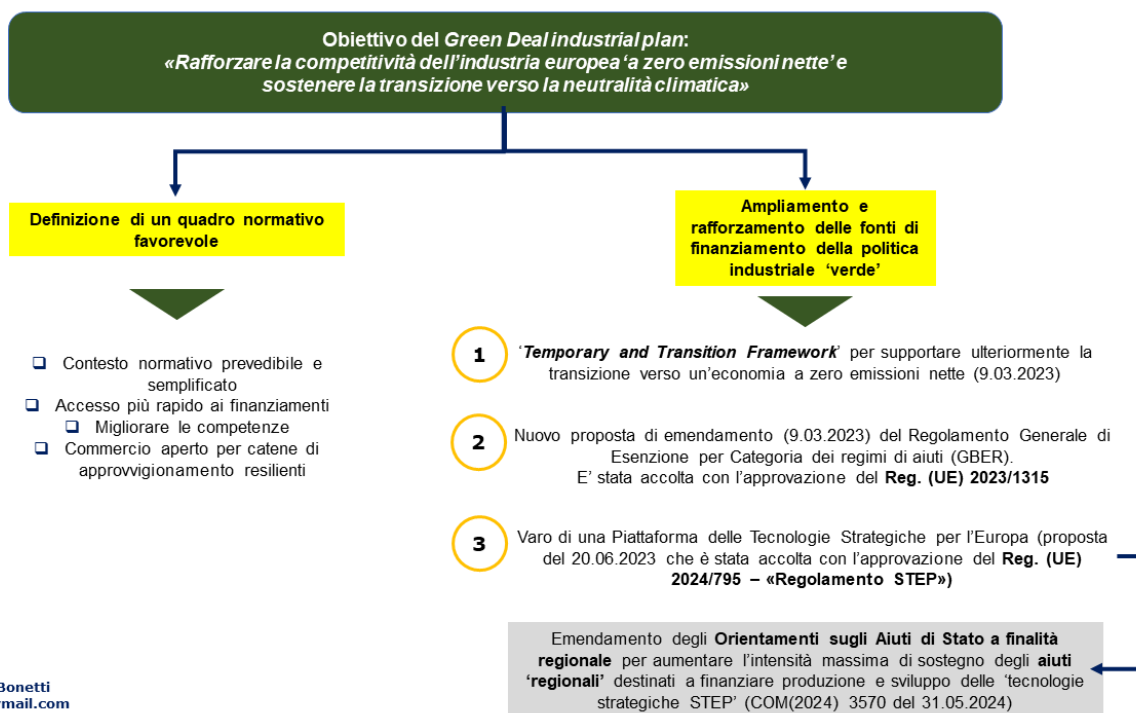 Obiettivo del Green Deal industrial plan:
«Rafforzare la competitività dell'industria europea 'a zero emissioni nette' e
sostenere la transizione verso la neutralità climatica»
Definizione di un quadro normativo
favorevole
❑ Contesto normativo prevedibile e
semplificato
❑ Accesso più rapido ai finanziamenti
❑ Migliorare le competenze
❑ Commercio aperto per catene di
approvvigionamento resilienti
Ampliamento e
rafforzamento delle fonti di
finanziamento della politica
industriale 'verde'
1
'Temporary and Transition Framework' per supportare ulteriormente la
transizione verso un'economia a zero emissioni nette (9.03.2023)
2
Nuovo proposta di emendamento (9.03.2023) del Regolamento Generale di
Esenzione per Categoria dei regimi di aiuti (GBER).
E' stata accolta con l'approvazione del Reg. (UE) 2023/1315
3
Varo di una Piattaforma delle Tecnologie Strategiche per l'Europa (proposta
del 20.06.2023 che è stata accolta con l'approvazione del Reg. (UE)
2024/795 – «Regolamento STEP»)
Emendamento degli Orientamenti sugli Aiuti di Stato a finalità
regionale per aumentare l'intensità massima di sostegno degli aiuti
'regionali' destinati a finanziare produzione e sviluppo delle 'tecnologie
strategiche STEP' (COM(2024) 3570 del 31.05.2024)
Bonetti
mail.com